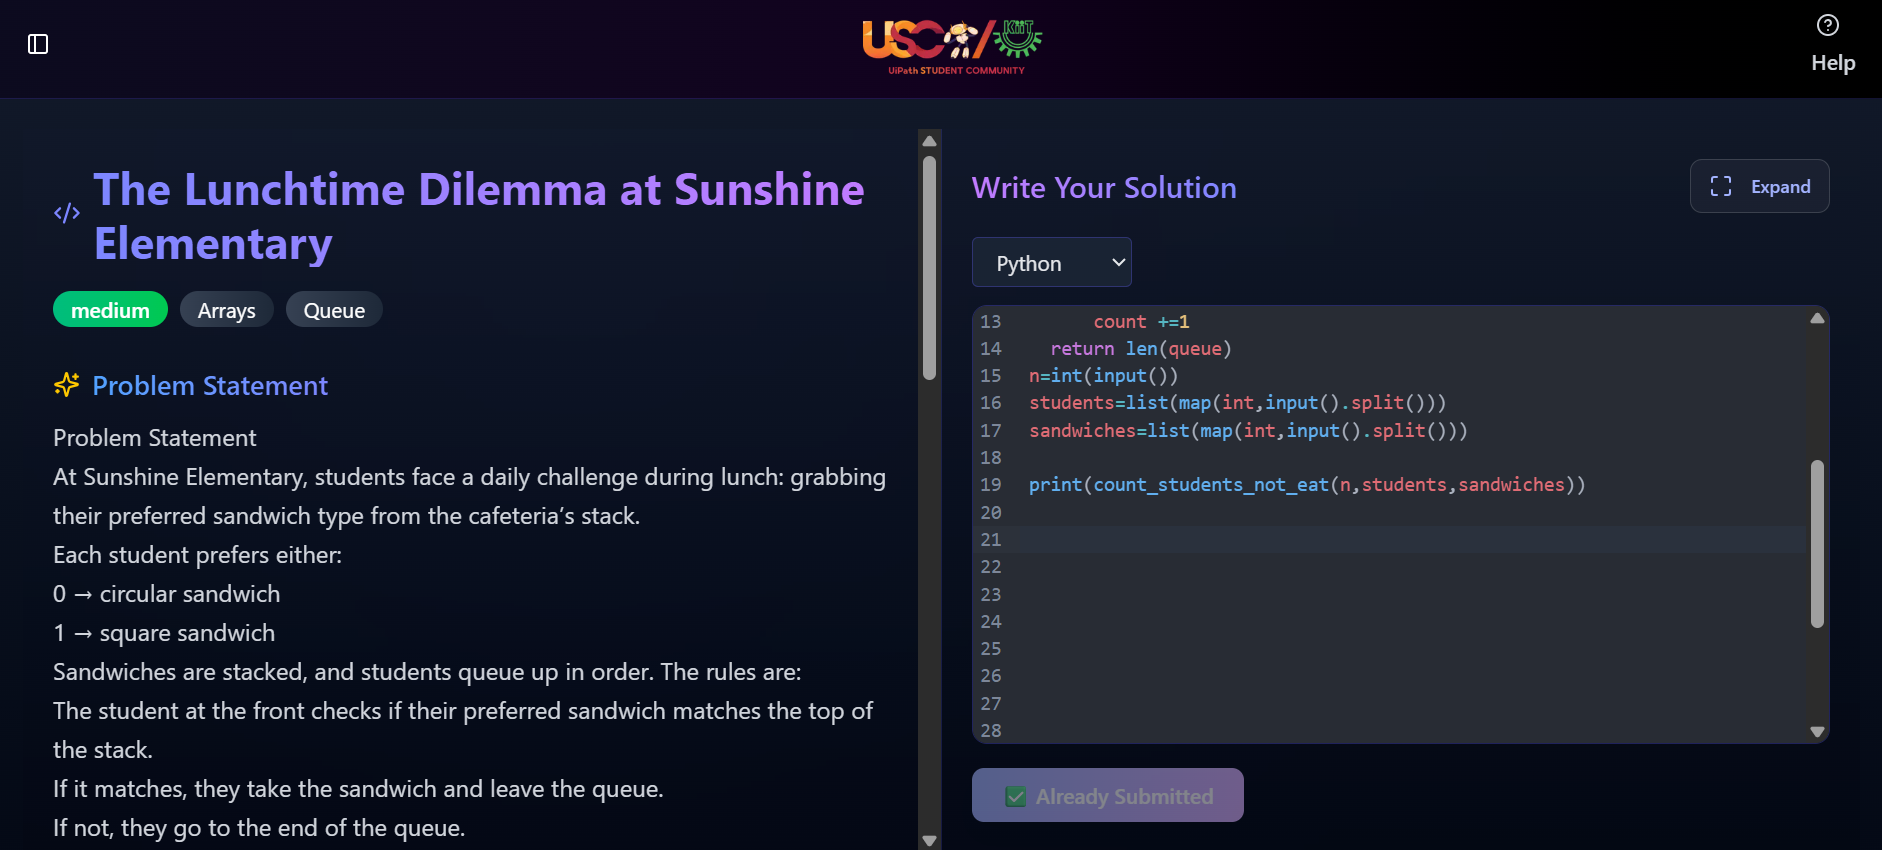 USC/KIIT
UiPath STUDENT COMMUNITY
Help
</> The Lunchtime Dilemma at Sunshine
Elementary
medium Arrays Queue
Problem Statement
Problem Statement
At Sunshine Elementary, students face a daily challenge during lunch: grabbing
their preferred sandwich type from the cafeteria’s stack.
Each student prefers either:
0 → circular sandwich
1 → square sandwich
Sandwiches are stacked, and students queue up in order. The rules are:
The student at the front checks if their preferred sandwich matches the top of
the stack.
If it matches, they take the sandwich and leave the queue.
If not, they go to the end of the queue.
Write Your Solution
Expand
Python
13 count +=1
14 return len(queue)
15 n=int(input())
16 students=list(map(int,input().split()))
17 sandwiches=list(map(int,input().split()))
18
19 print(count_students_not_eat(n,students,sandwiches))
20
21
22
23
24
25
26
27
28
Already Submitted